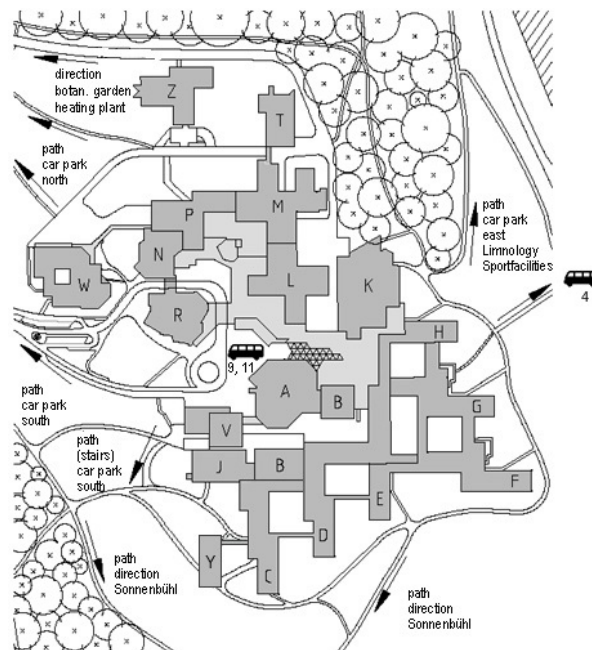 direction
botan. garden
heating plant
Z
T
path
car park
north
P
M
path
car park
east
Limnology
Sportfacilities
N
W
L
K
4
R
H
9, 11
A
B
G
path
car park
south
V
path
(stairs)
car park
south
J
B
F
E
D
Y
C
path
direction
Sonnenbühl
path
direction
Sonnenbühl